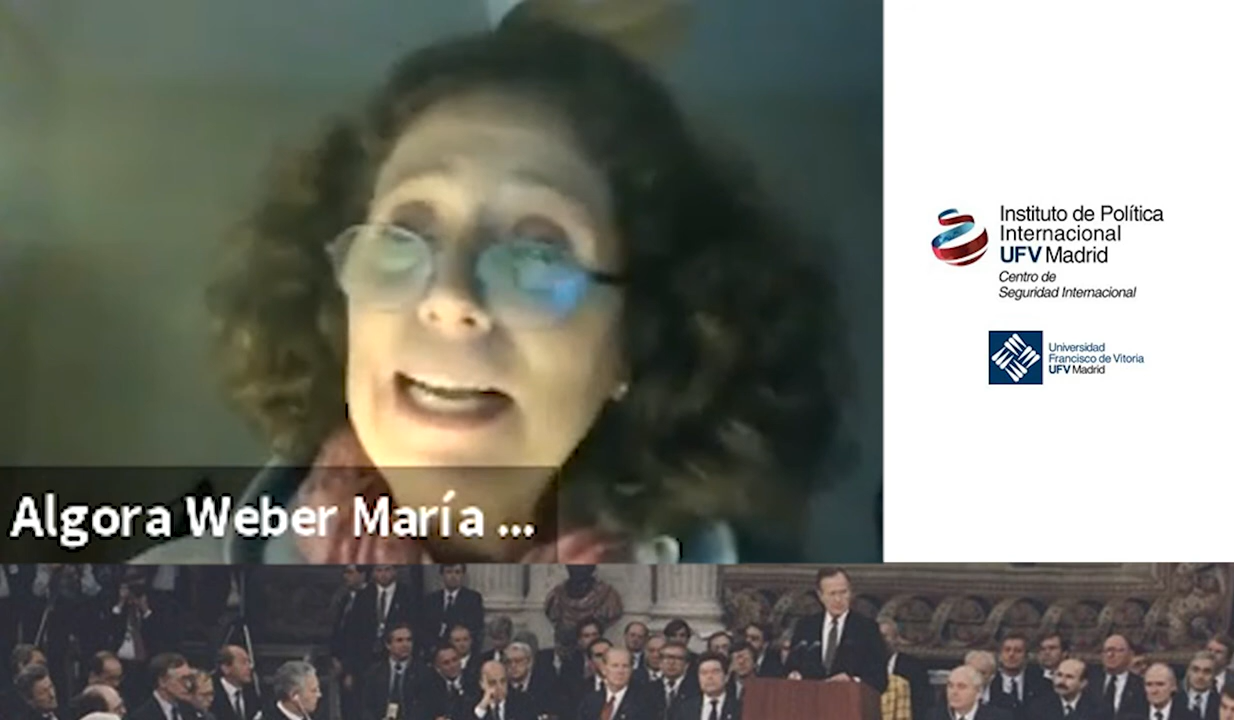 Algora Weber María ...
Instituto de Política
Internacional
UFV Madrid
Centro de
Seguridad Internacional
Universidad
Francisco de Vitoria
UFV Madrid